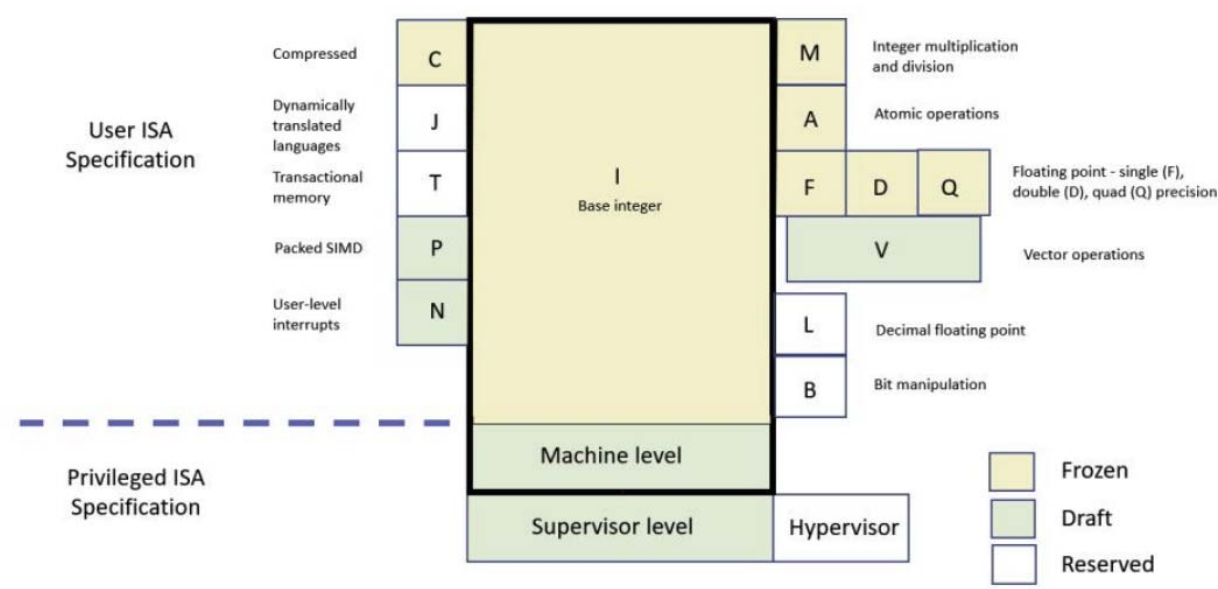 User ISA
Specification
Compressed
C
Dynamically
translated
languages
J
Transactional
memory
T
Packed SIMD
P
User-level
interrupts
N
I
Base integer
M
Integer multiplication
and division
A
Atomic operations
F
D
Q
Floating point - single (F),
double (D), quad (Q) precision
V
Vector operations
L
Decimal floating point
B
Bit manipulation
Privileged ISA
Specification
Machine level
Supervisor level
Hypervisor
Frozen
Draft
Reserved